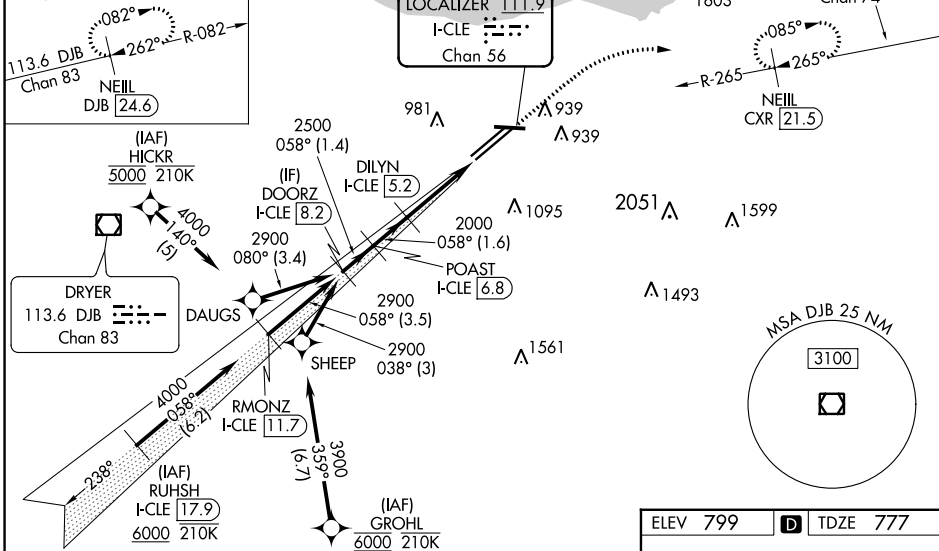 082°
262°
R-082
113.6 DJB
Chan 83
NEIIL
DJB 24.6
LOCALIZER 111.9
I-CLE
Chan 56
085°
265°
R-265
NEIIL
CXR 21.5
981
939
939
(IAF)
HICKR
5000 210K
4000
140°
(5)
2500
058° (1.4)
DILYN
I-CLE 5.2
(IF)
DOORZ
I-CLE 8.2
1095
2051
1599
2000
058° (1.6)
2900
080° (3.4)
POAST
I-CLE 6.8
DRYER
113.6 DJB
Chan 83
DAUGS
2900
058° (3.5)
1493
2900
038° (3)
SHEEP
1561
MSA DJB 25 NM
3100
4000
058°
(6.2)
RMONZ
I-CLE 11.7
238°
(IAF)
RUHSH
I-CLE 17.9
6000 210K
3900
359°
(6.7)
(IAF)
GROHL
6000 210K
ELEV 799 D TDZE 777